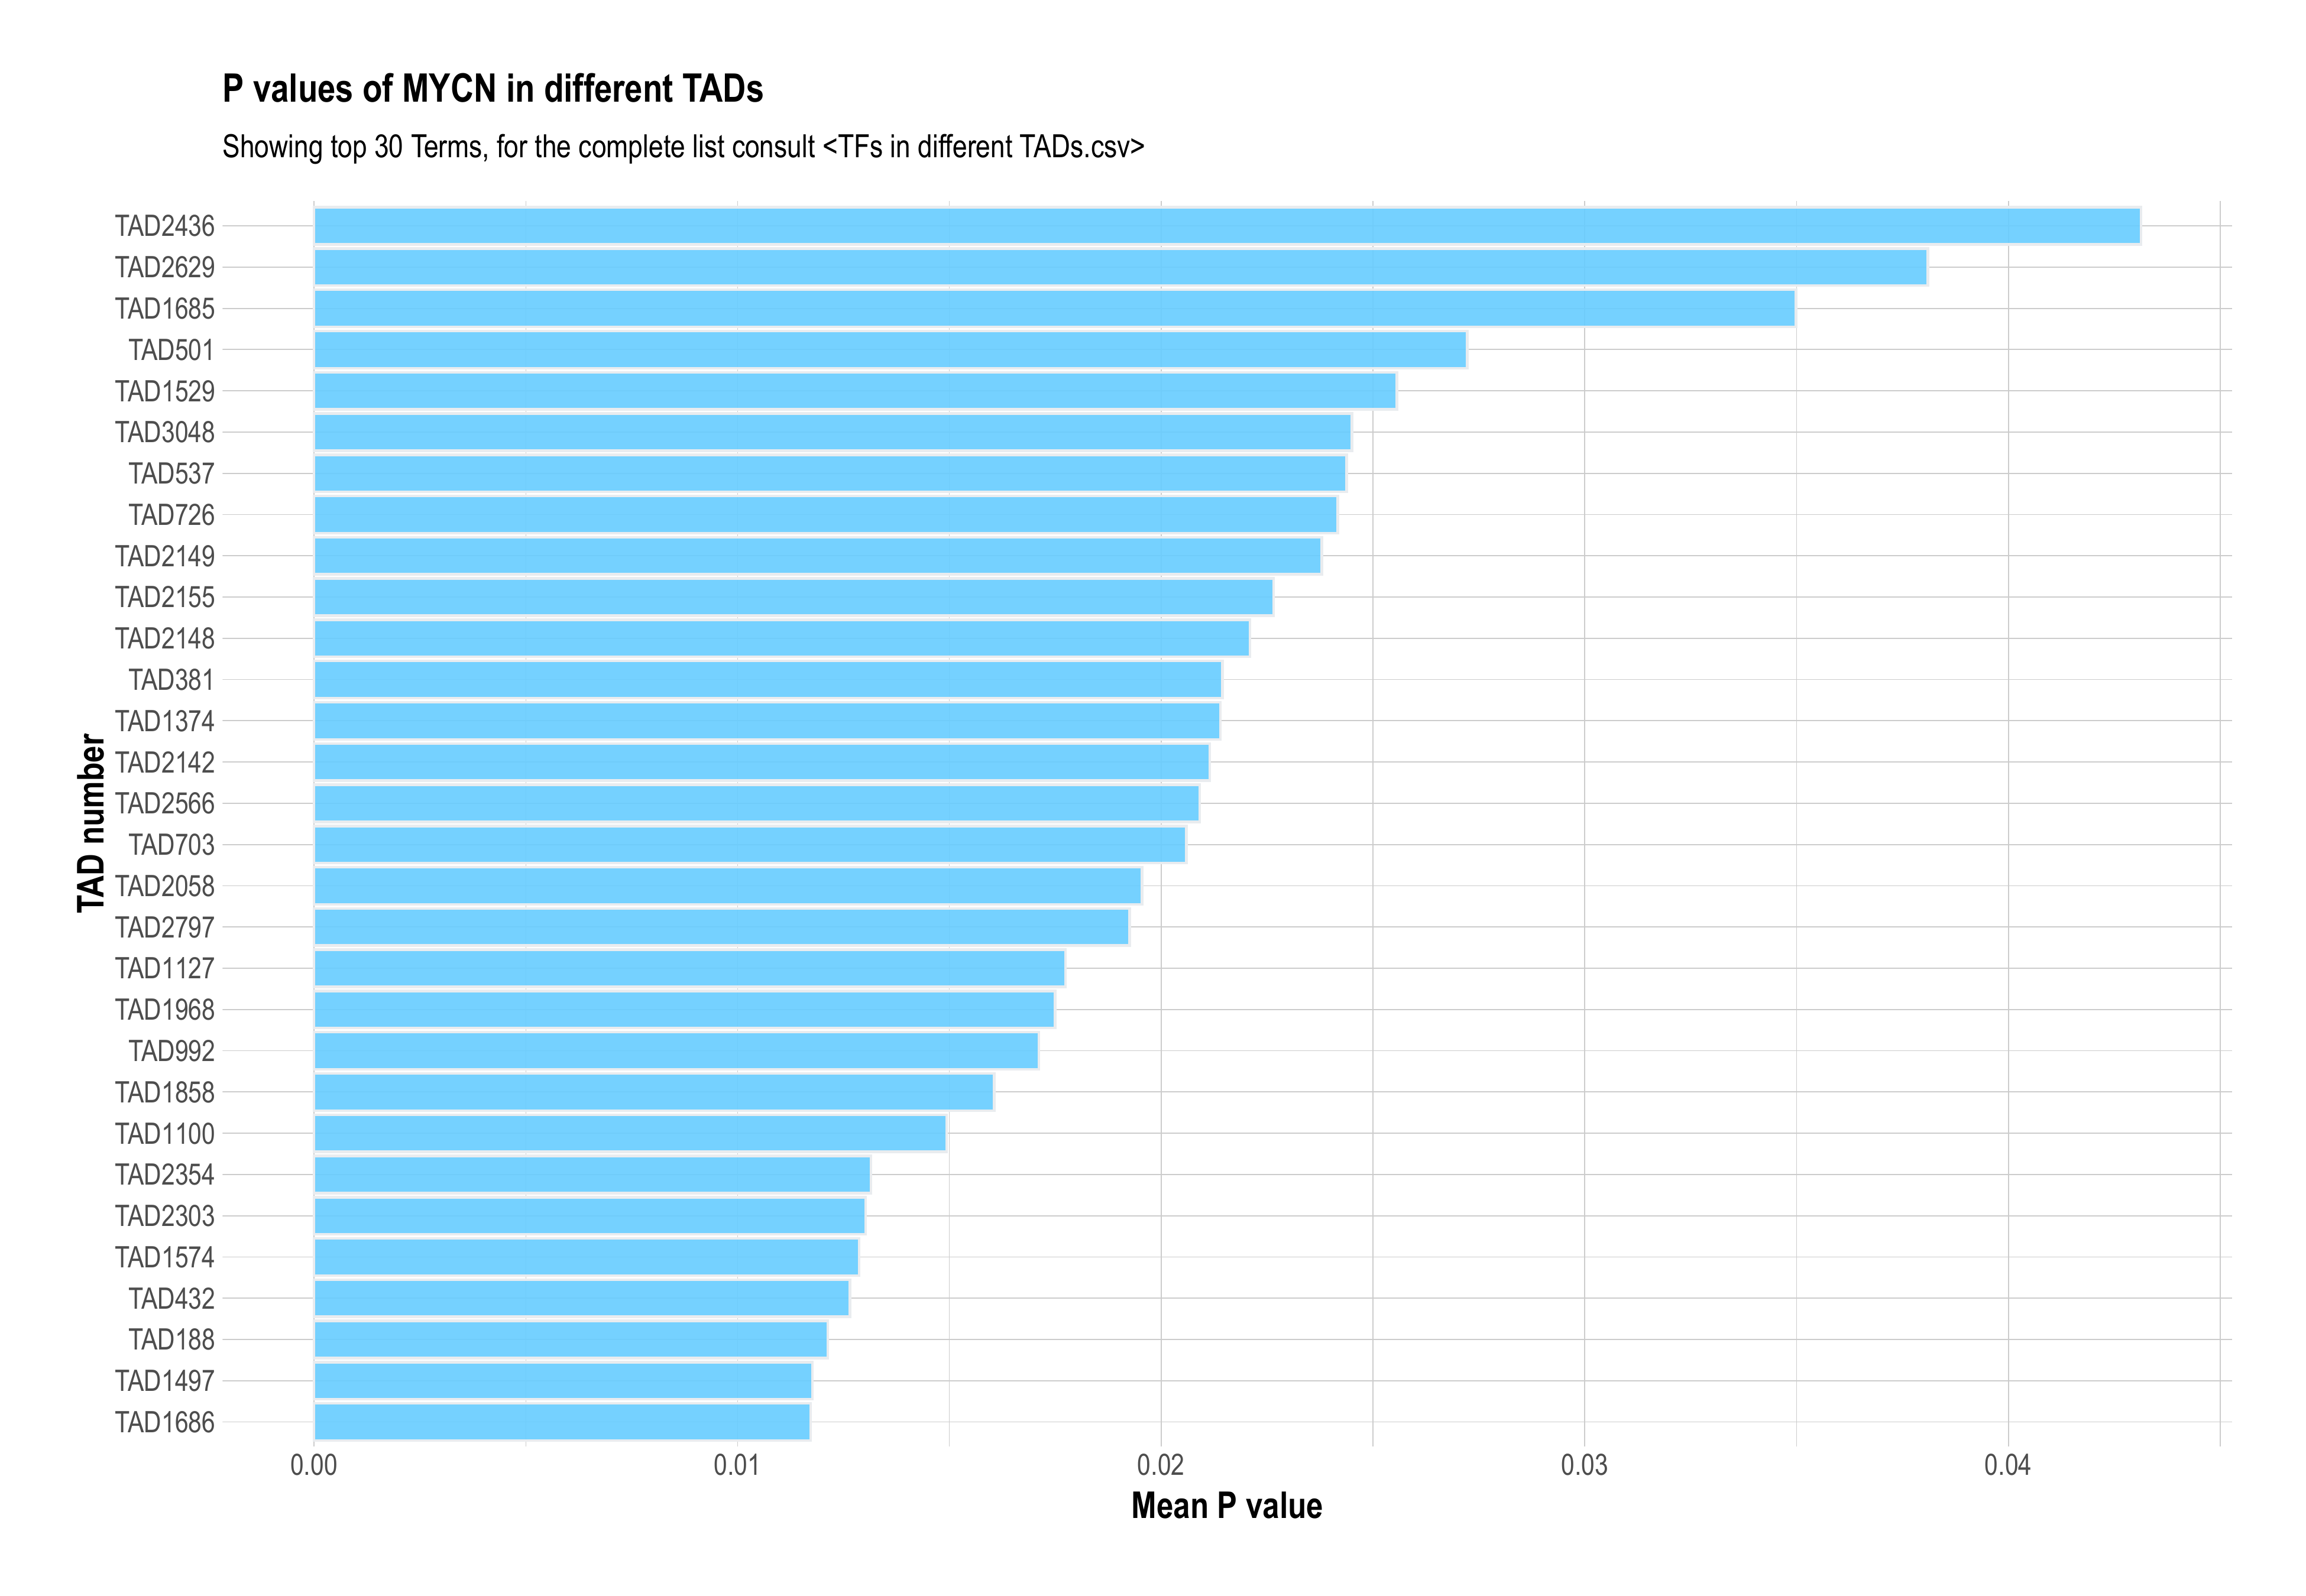 P values of MYCN in different TADs
Showing top 30 Terms, for the complete list consult <TFs in different TADs.csv>
TAD number
TAD2436
TAD2629
TAD1685
TAD501
TAD1529
TAD3048
TAD537
TAD726
TAD2149
TAD2155
TAD2148
TAD381
TAD1374
TAD2142
TAD2566
TAD703
TAD2058
TAD2797
TAD1127
TAD1968
TAD992
TAD1858
TAD1100
TAD2354
TAD2303
TAD1574
TAD432
TAD188
TAD1497
TAD1686
0.00 0.01 0.02 0.03 0.04
Mean P value